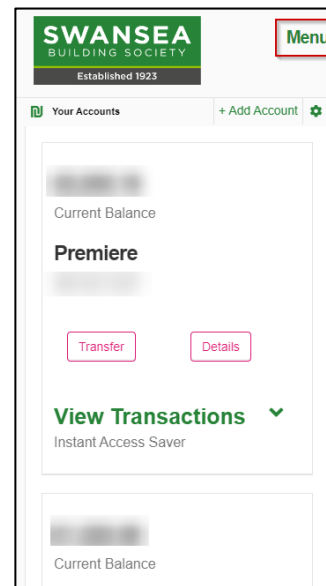 SWANSEA
BUILDING SOCIETY
Established 1923
Menu
Your Accounts
+ Add Account
Current Balance
Premiere
Transfer
Details
View Transactions
Instant Access Saver
Current Balance